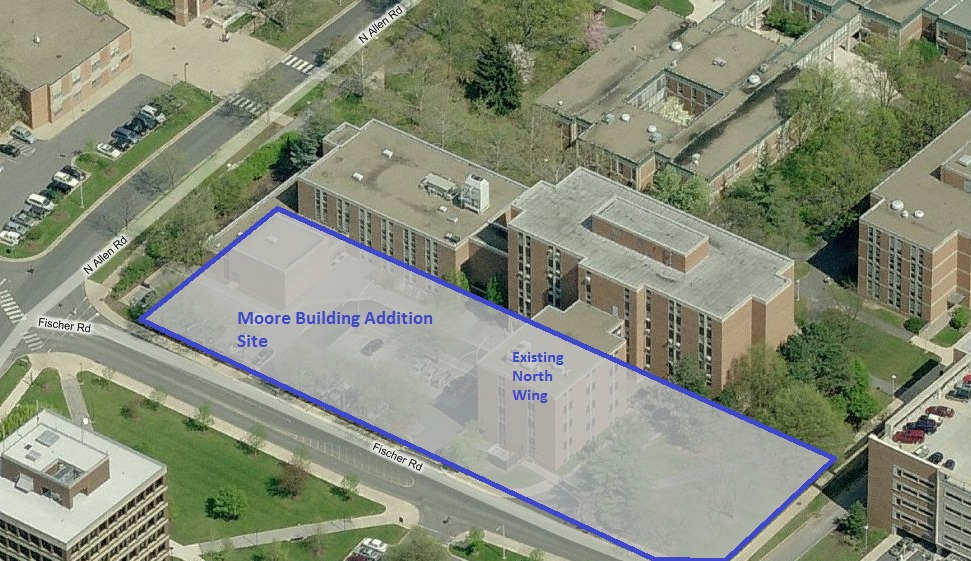 N Allen Rd
N Allen Rd
Fischer Rd
Moore Building Addition
Site
Existing
North
Wing
Fischer Rd